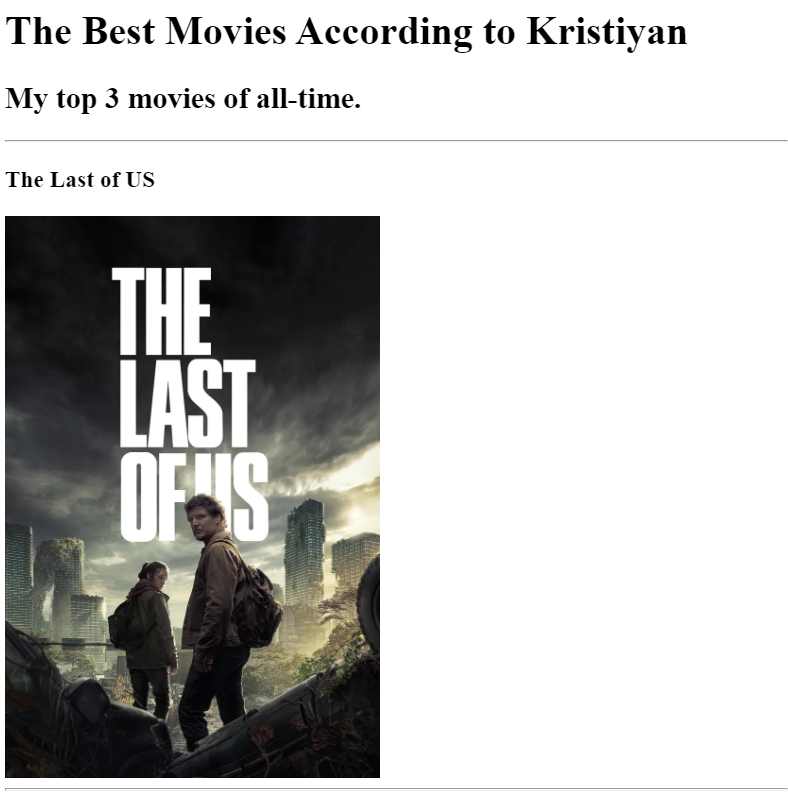 The Best Movies According to Kristiyan
My top 3 movies of all-time.
The Last of US
THE
LAST
OF US